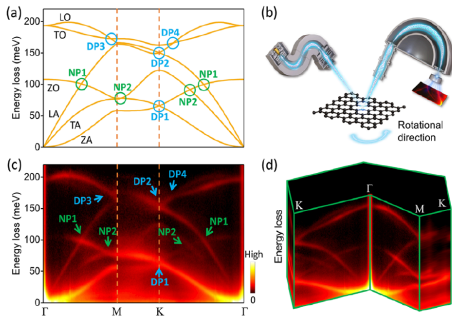 (a)
Energy loss (meV)
200
150
100
50
0
LO
TO
ZO
LA
TA
ZA
DP3
DP2
DP4
NP1
NP2
NP2
NP1
DP1
Γ
M
K
Γ
(b)
Rotational
direction
(c)
Energy loss (meV)
200
150
100
50
0
DP2
DP4
DP3
NP1
NP2
NP2
NP1
DP1
High
0
Γ
M
K
Γ
(d)
Energy loss
K
Γ
M
K
K
Γ
M
K